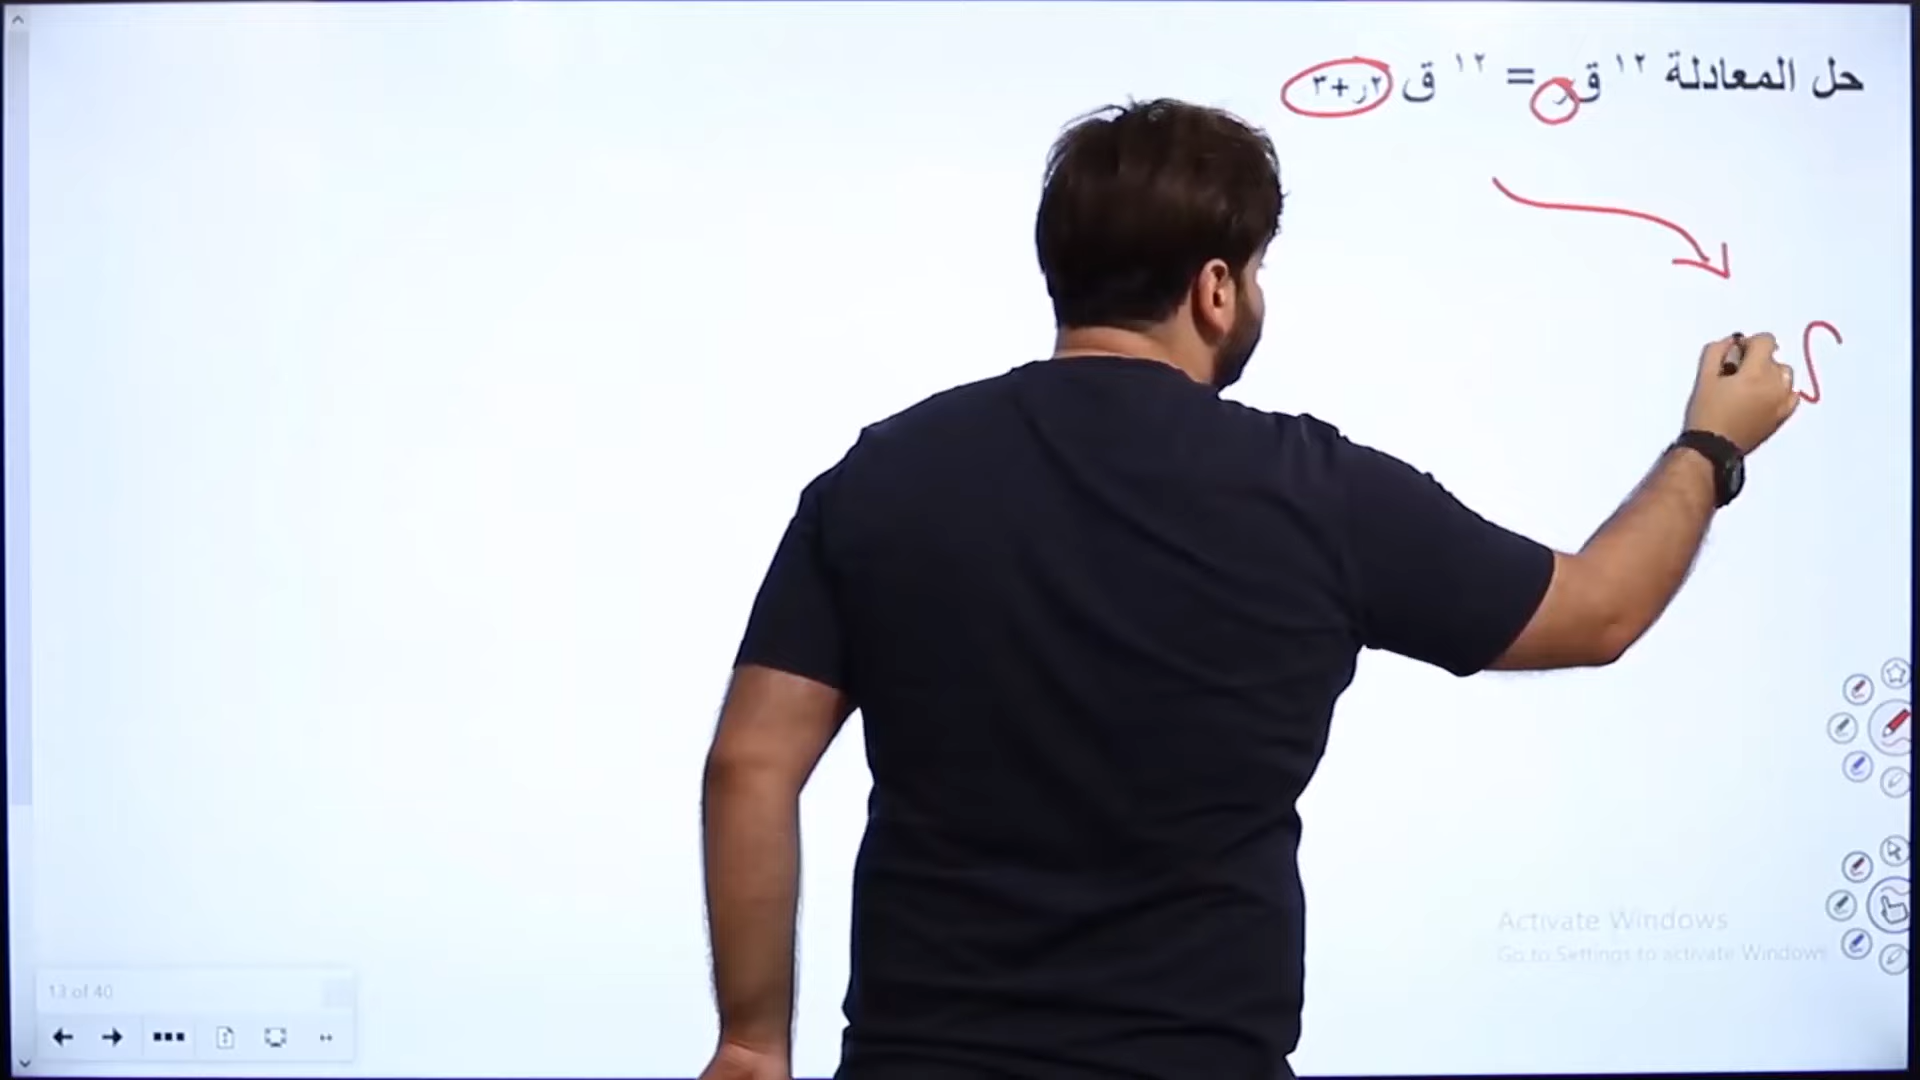 حل المعادلة ١٢ ق ر = ١٢ ق ٢ر+٣
Activate Windows
Go to Settings to activate Windows
13 of 40